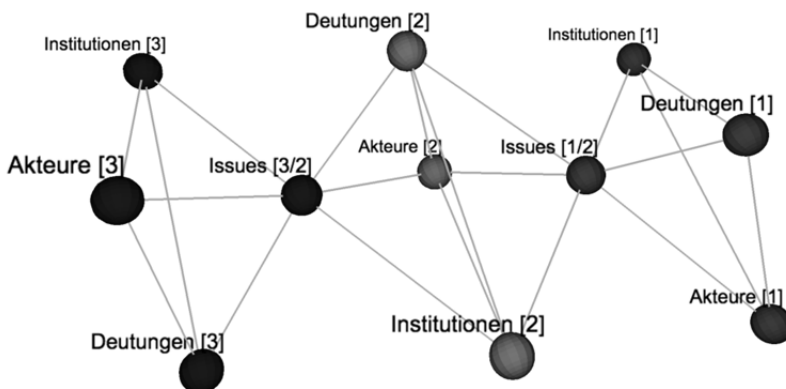 Deutungen [2]
Institutionen [3]
Institutionen [1]
Deutungen [1]
Akteure [3]
Issues [3/2]
Akteure [2]
Issues [1/2]
Akteure [1]
Institutionen [2]
Deutungen [3]